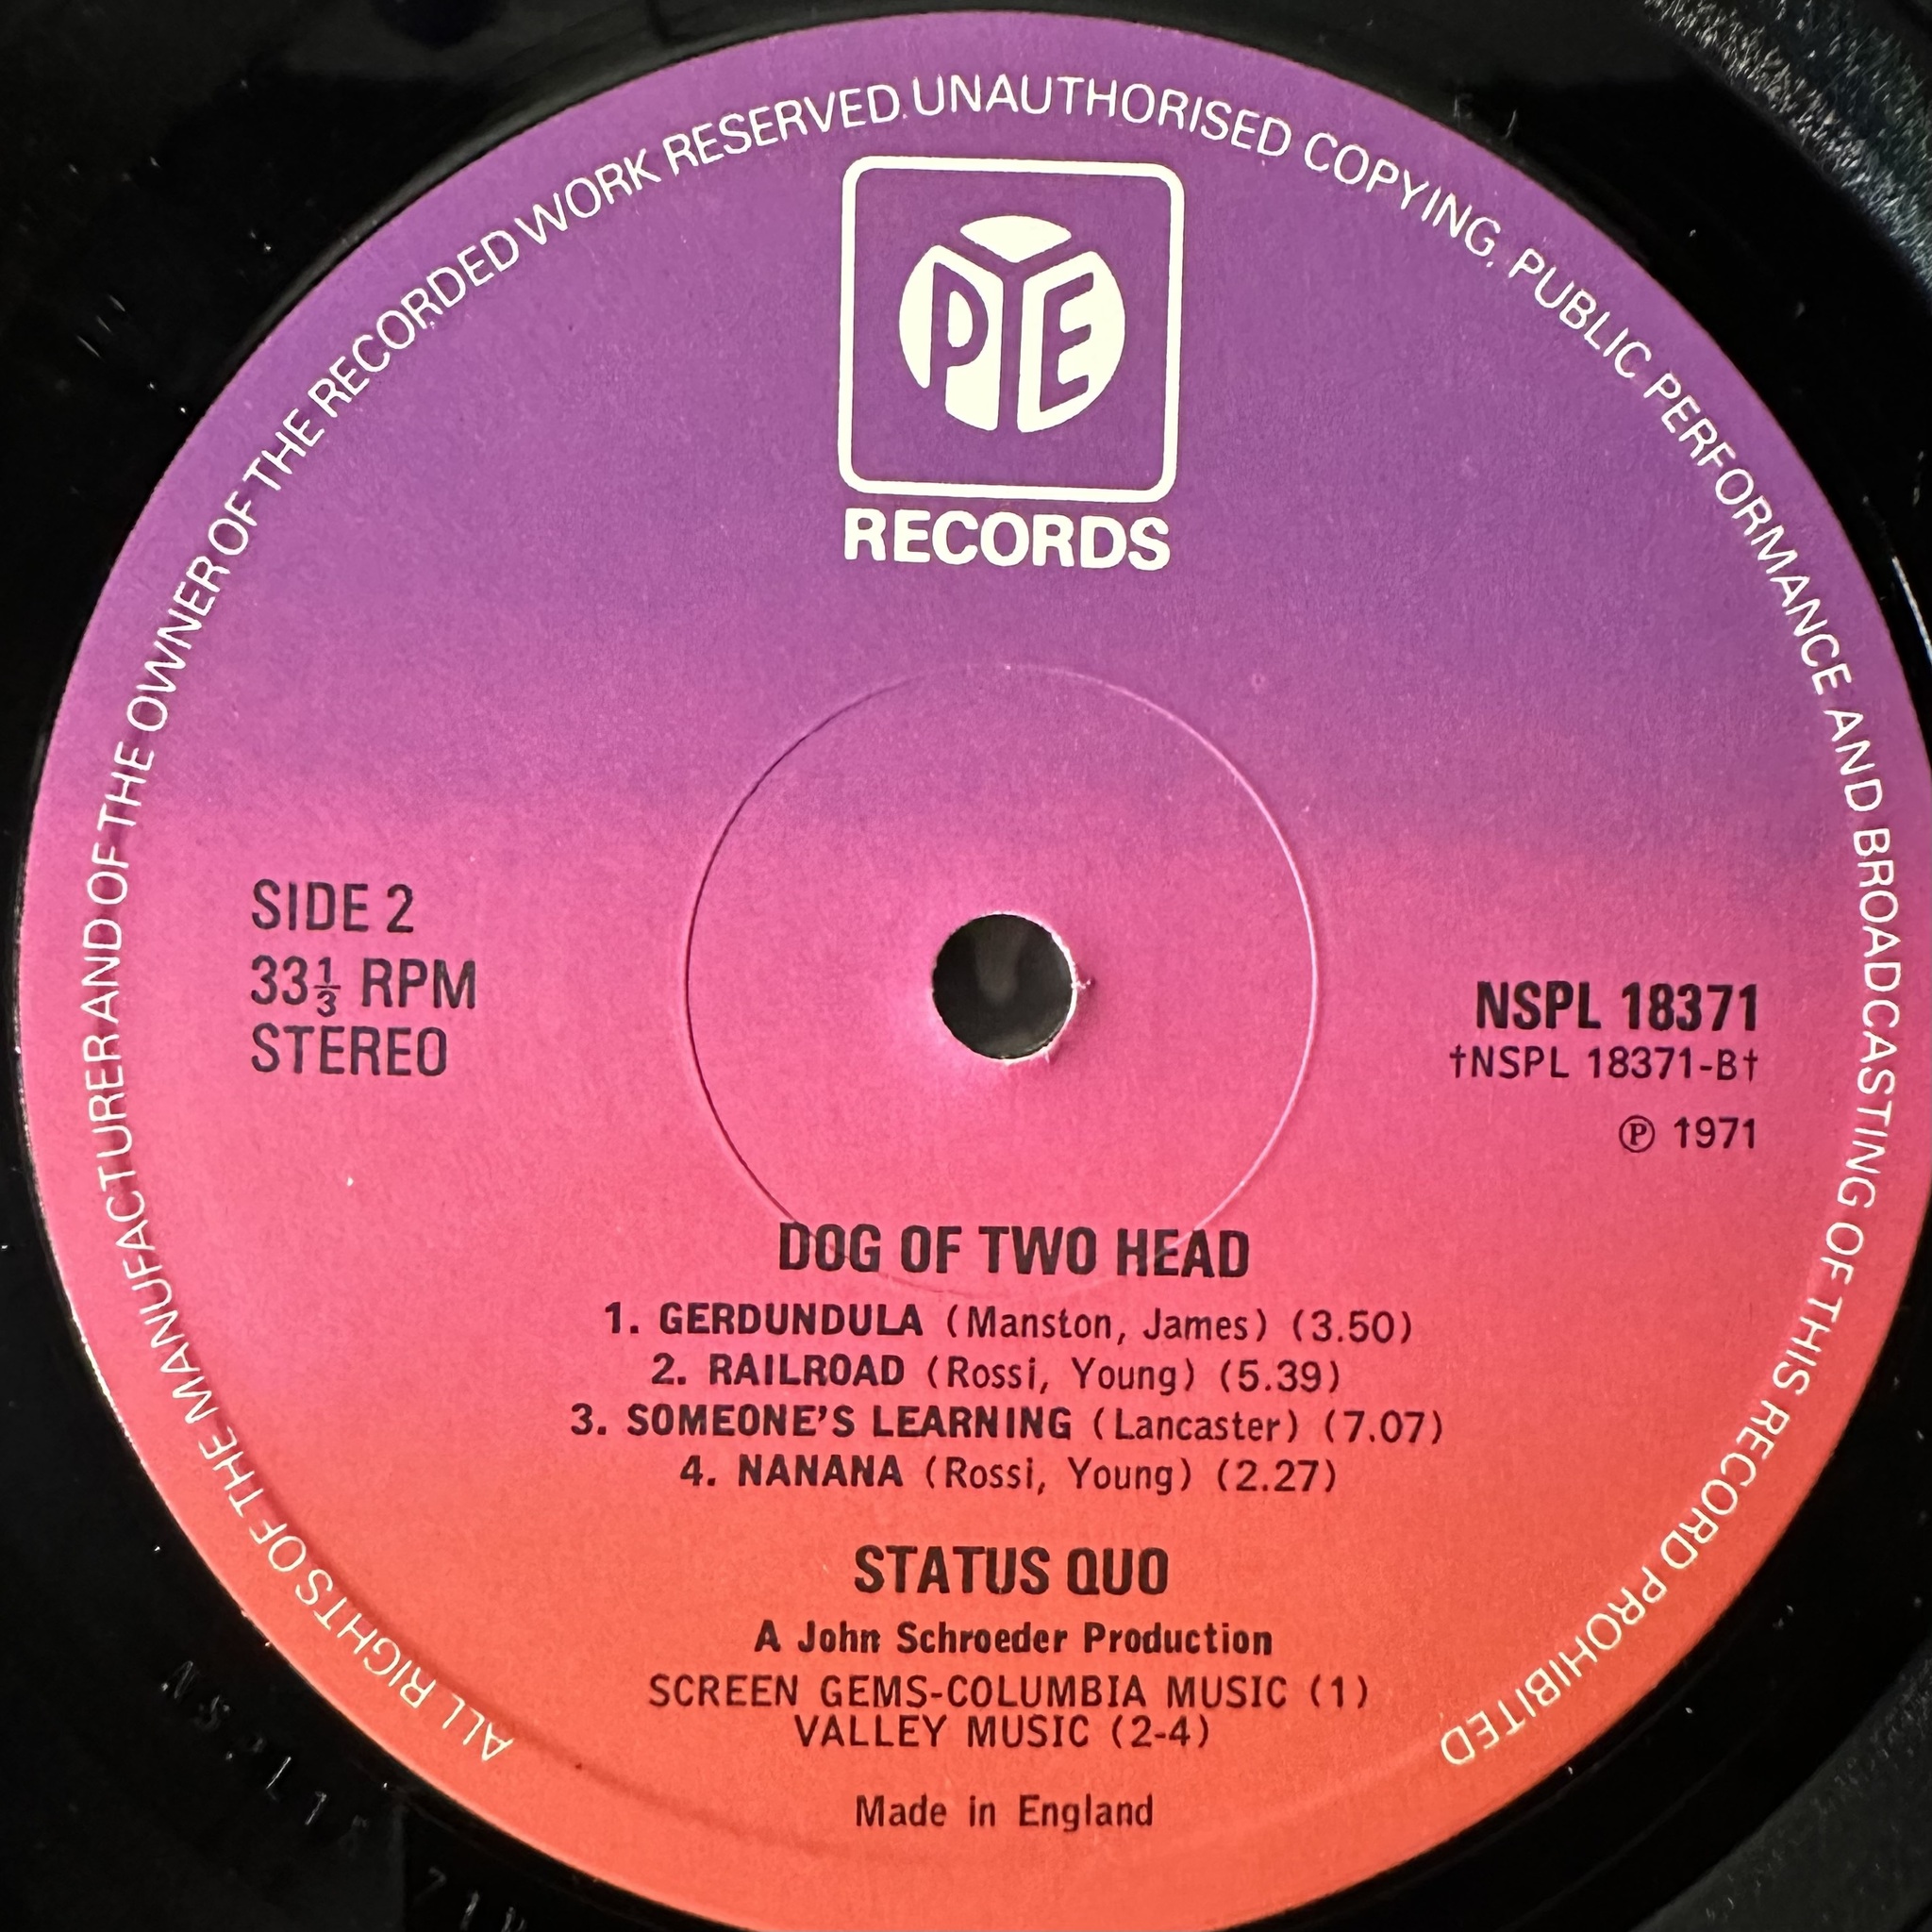 ALL RIGHTS OF THE MANUFACTURER AND OF THE OWNER OF THE RECORDED WORK RESERVED. UNAUTHORISED COPYING, PUBLIC PERFORMANCE AND BROADCASTING OF THIS RECORD PROHIBITED
PYE
RECORDS
SIDE 2
33⅓ RPM
STEREO
NSPL 18371
†NSPL 18371-B†
℗ 1971
DOG OF TWO HEAD
1. GERDUNDULA (Manston, James) (3.50)
2. RAILROAD (Rossi, Young) (5.39)
3. SOMEONE'S LEARNING (Lancaster) (7.07)
4. NANANA (Rossi, Young) (2.27)
STATUS QUO
A John Schroeder Production
SCREEN GEMS-COLUMBIA MUSIC (1)
VALLEY MUSIC (2-4)
Made in England